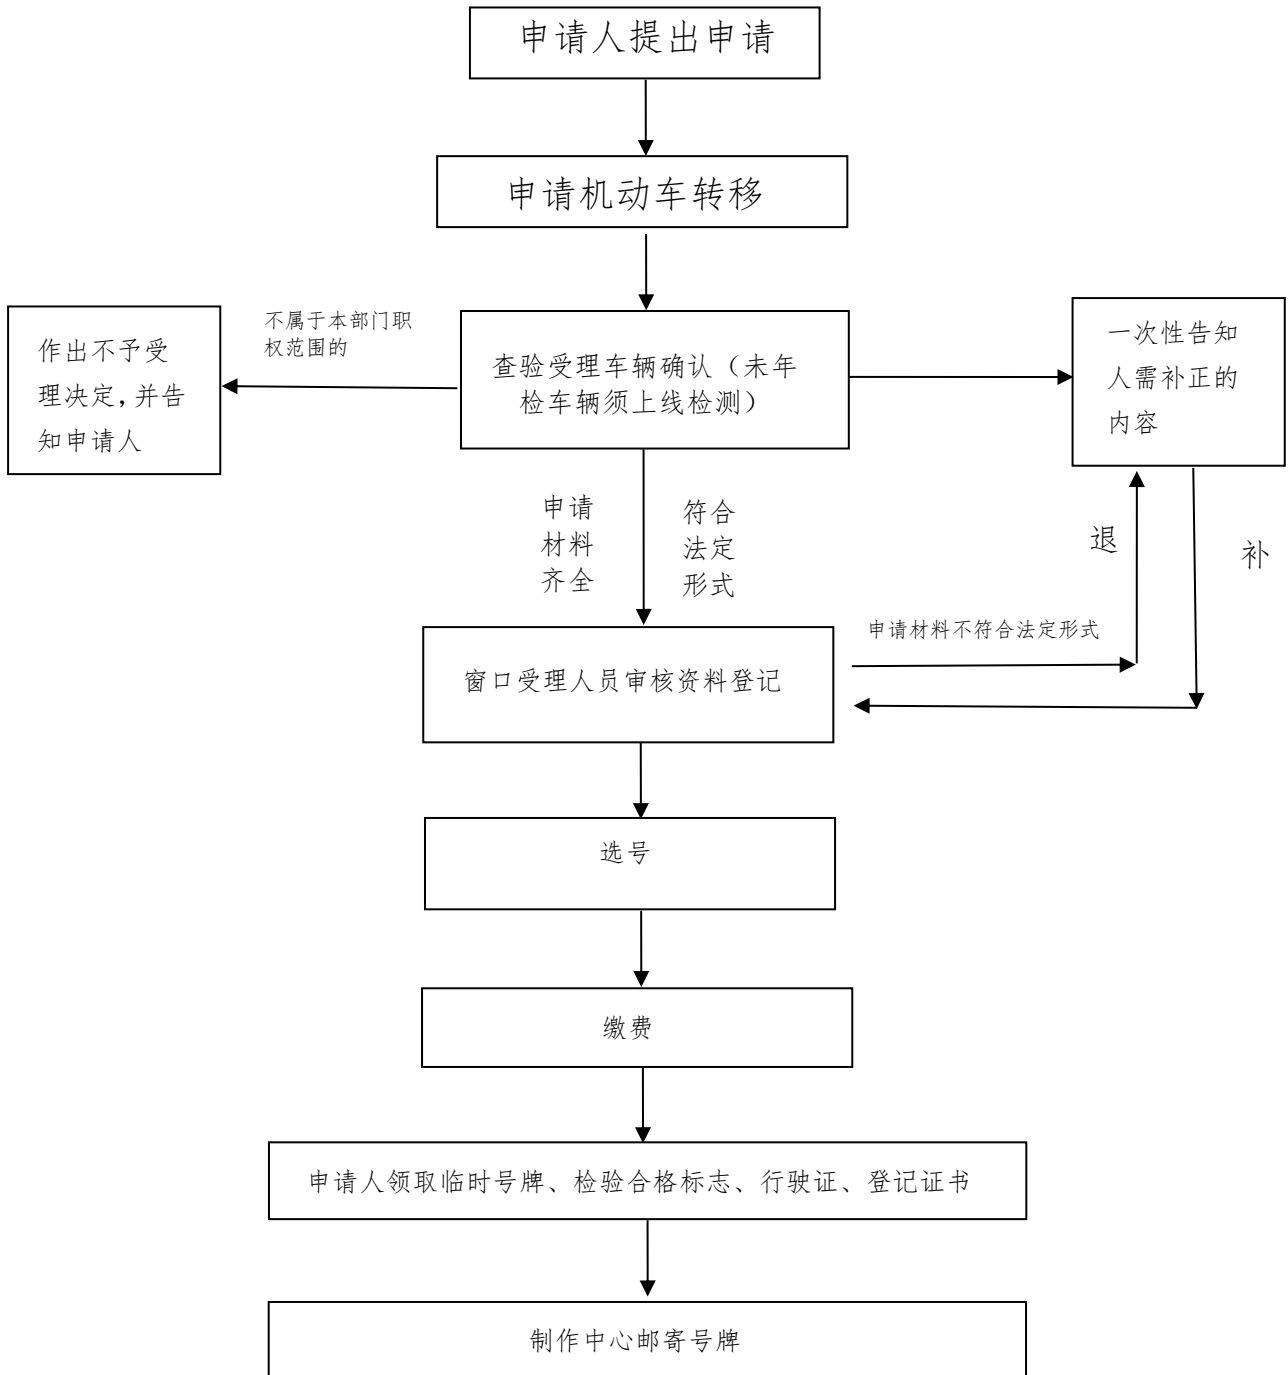 申请人提出申请
申请机动车转移
不属于本部门职
权范围的
作出不予受
理决定,并告
知申请人
查验受理车辆确认（未年
检车辆须上线检测）
一次性告知
人需补正的
内容
申请
材料
齐全
符合
法定
形式
退
补
申请材料不符合法定形式
窗口受理人员审核资料登记
选号
缴费
申请人领取临时号牌、检验合格标志、行驶证、登记证书
制作中心邮寄号牌